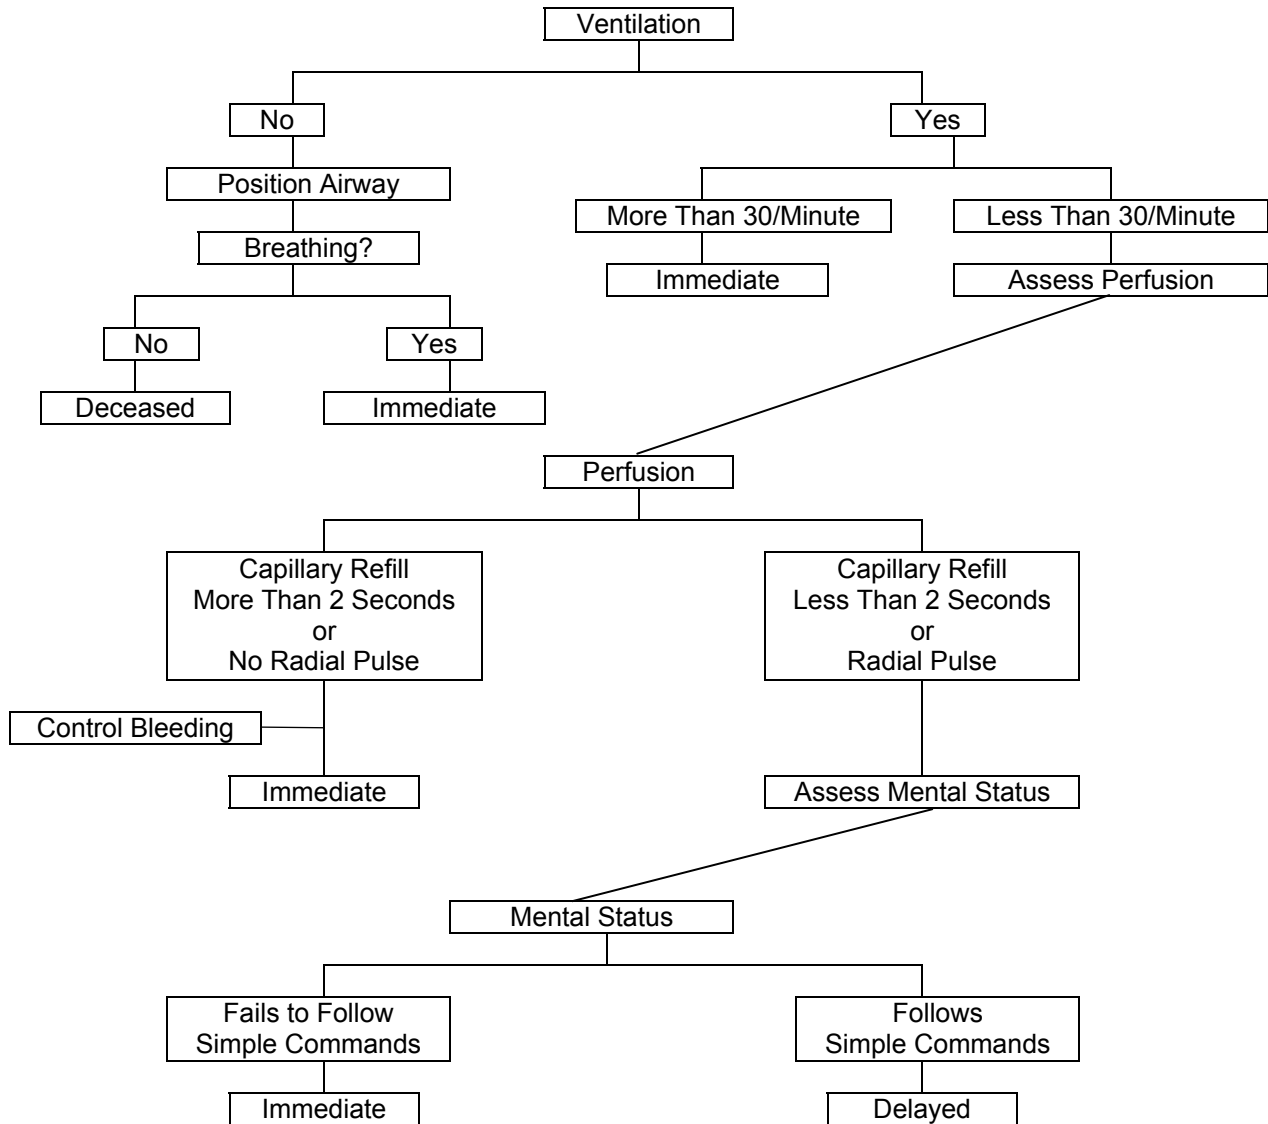 Ventilation
No
Yes
Position Airway
More Than 30/Minute
Less Than 30/Minute
Breathing?
Immediate
Assess Perfusion
No
Yes
Deceased
Immediate
Perfusion
Capillary Refill
More Than 2 Seconds
or
No Radial Pulse
Capillary Refill
Less Than 2 Seconds
or
Radial Pulse
Control Bleeding
Immediate
Assess Mental Status
Mental Status
Fails to Follow
Simple Commands
Follows
Simple Commands
Immediate
Delayed